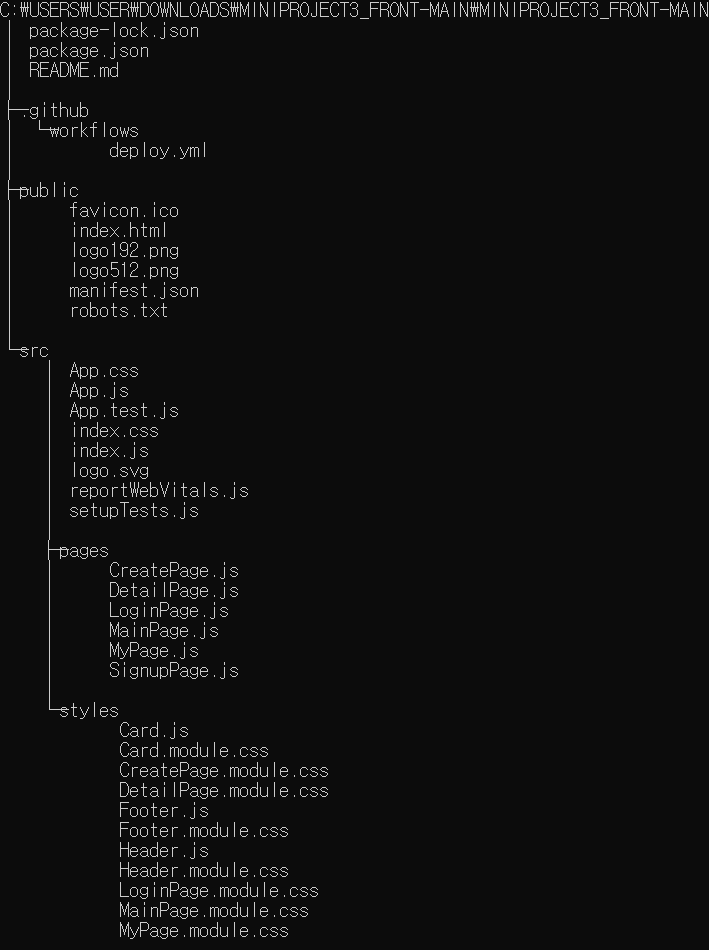 C:₩USERS₩USER₩DOWNLOADS₩MINIPROJECT3_FRONT-MAIN₩MINIPROJECT3_FRONT-MAIN
package-lock.json
package.json
README.md
.github
workflows
deploy.yml
public
favicon.ico
index.html
logo192.png
logo512.png
manifest.json
robots.txt
src
App.css
App.js
App.test.js
index.css
index.js
logo.svg
reportWebVitals.js
setupTests.js
pages
CreatePage.js
DetailPage.js
LoginPage.js
MainPage.js
MyPage.js
SignupPage.js
styles
Card.js
Card.module.css
CreatePage.module.css
DetailPage.module.css
Footer.js
Footer.module.css
Header.js
Header.module.css
LoginPage.module.css
MainPage.module.css
MyPage.module.css